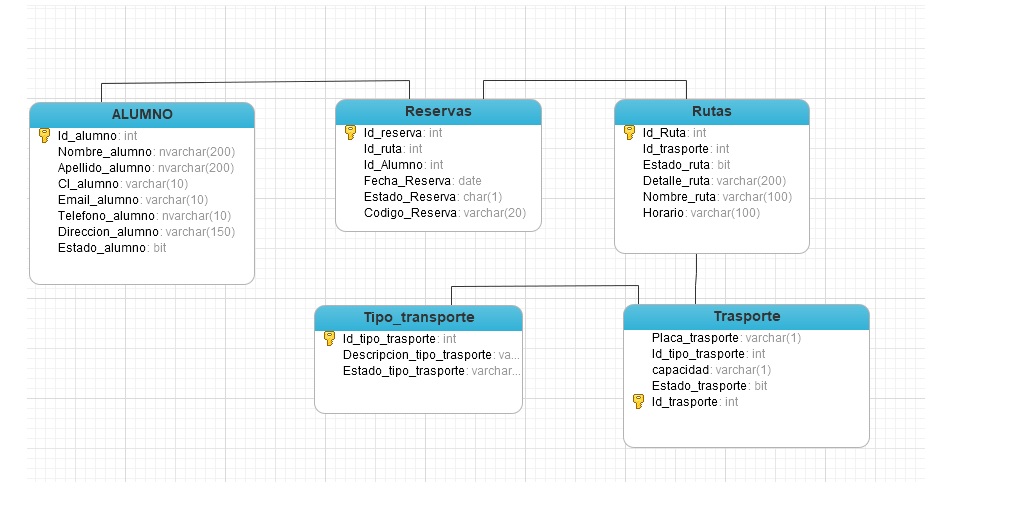 ALUMNO
Id_alumno: int
Nombre_alumno: nvarchar(200)
Apellido_alumno: nvarchar(200)
CI_alumno: varchar(10)
Email_alumno: varchar(10)
Telefono_alumno: nvarchar(10)
Direccion_alumno: varchar(150)
Estado_alumno: bit
Reservas
Id_reserva: int
Id_ruta: int
Id_Alumno: int
Fecha_Reserva: date
Estado_Reserva: char(1)
Codigo_Reserva: varchar(20)
Rutas
Id_Ruta: int
Id_trasporte: int
Estado_ruta: bit
Detalle_ruta: varchar(200)
Nombre_ruta: varchar(100)
Horario: varchar(100)
Tipo_transporte
Id_tipo_trasporte: int
Descripcion_tipo_trasporte: va...
Estado_tipo_trasporte: varchar...
Trasporte
Placa_trasporte: varchar(1)
Id_tipo_trasporte: int
capacidad: varchar(1)
Estado_trasporte: bit
Id_trasporte: int